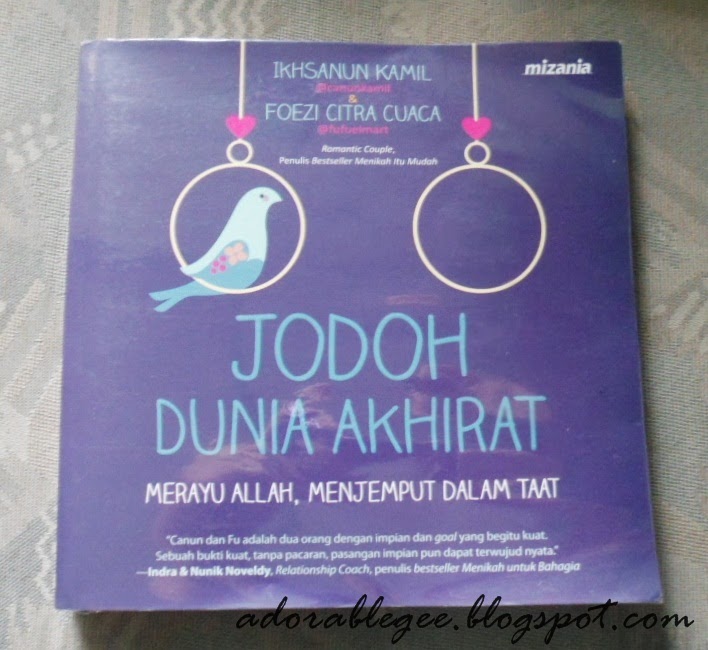 IKHSANUN KAMIL
mizania
@canunkamil
&
FOEZI CITRA CUACA
@fufuelmart
Romantic Couple,
Penulis Bestseller Menikah Itu Mudah
JODOH
DUNIA AKHIRAT
MERAYU ALLAH, MENJEMPUT DALAM TAAT
“Canun dan Fu adalah dua orang dengan impian dan goal yang begitu kuat.
Sebuah bukti kuat, tanpa pacaran, pasangan impian pun dapat terwujud nyata.”
—Indra & Nunik Noveldy, Relationship Coach, penulis bestseller Menikah untuk Bahagia
adorablegee.blogspot.com